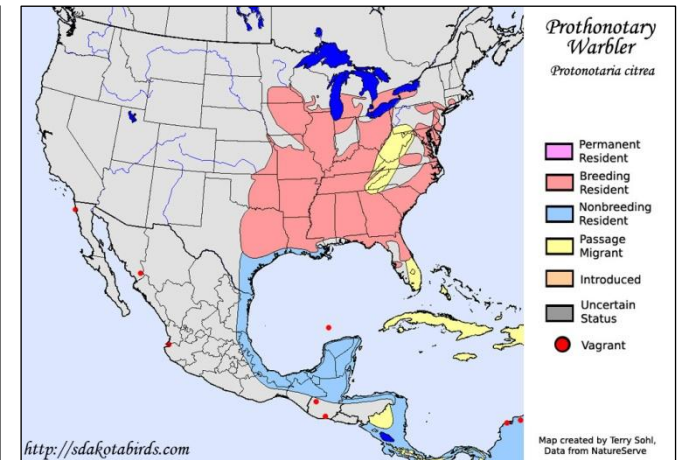 Prothonotary
Warbler
Protonotaria citrea
Permanent
Resident
Breeding
Resident
Nonbreeding
Resident
Passage
Migrant
Introduced
Uncertain
Status
Vagrant
http://sdakotabirds.com
Map created by Terry Sohl,
Data from NatureServe